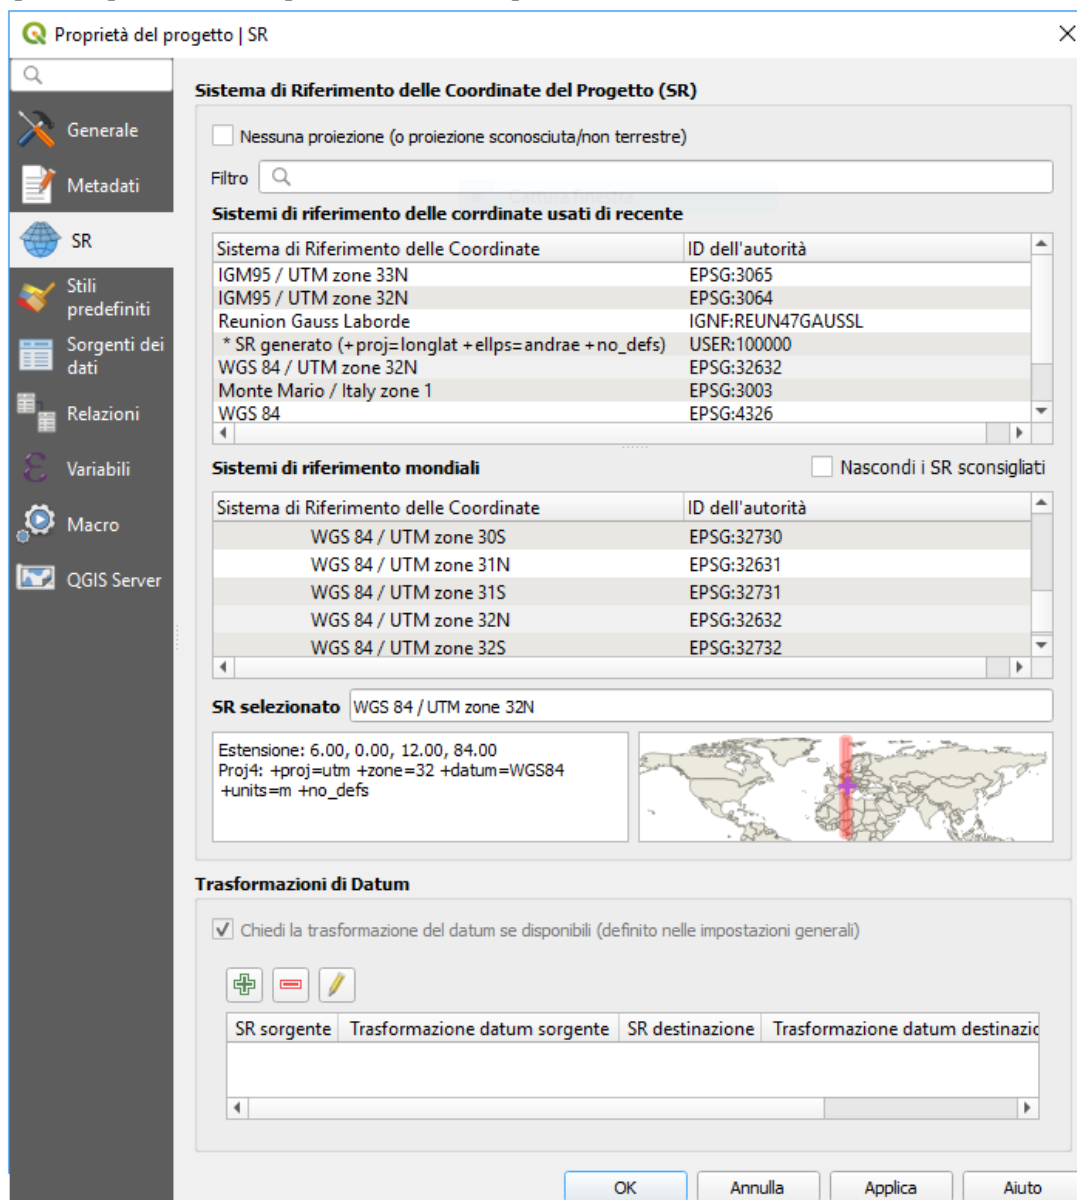 Proprietà del progetto | SR
Sistema di Riferimento delle Coordinate del Progetto (SR)
Generale
Nessuna proiezione (o proiezione sconosciuta/non terrestre)
Metadati
Filtro
Cattura finestra
SR
Sistemi di riferimento delle corrdinate usati di recente
Sistema di Riferimento delle Coordinate ID dell'autorità
IGM95 / UTM zone 33N EPSG:3065
IGM95 / UTM zone 32N EPSG:3064
Reunion Gauss Laborde IGNF:REUN47GAUSSL
* SR generato (+proj=longlat +ellps=andrae +no_defs) USER:100000
WGS 84 / UTM zone 32N EPSG:32632
Monte Mario / Italy zone 1 EPSG:3003
WGS 84 EPSG:4326
Stili
predefiniti
Sorgenti dei
dati
Relazioni
Variabili
Macro
QGIS Server
Sistemi di riferimento mondiali
Nascondi i SR sconsigliati
Sistema di Riferimento delle Coordinate ID dell'autorità
WGS 84 / UTM zone 30S EPSG:32730
WGS 84 / UTM zone 31N EPSG:32631
WGS 84 / UTM zone 31S EPSG:32731
WGS 84 / UTM zone 32N EPSG:32632
WGS 84 / UTM zone 32S EPSG:32732
SR selezionato WGS 84 / UTM zone 32N
Estensione: 6.00, 0.00, 12.00, 84.00
Proj4: +proj=utm +zone=32 +datum=WGS84
+units=m +no_defs
Trasformazioni di Datum
Chiedi la trasformazione del datum se disponibili (definito nelle impostazioni generali)
SR sorgente Trasformazione datum sorgente SR destinazione Trasformazione datum destinazio
OK Annulla Applica Aiuto